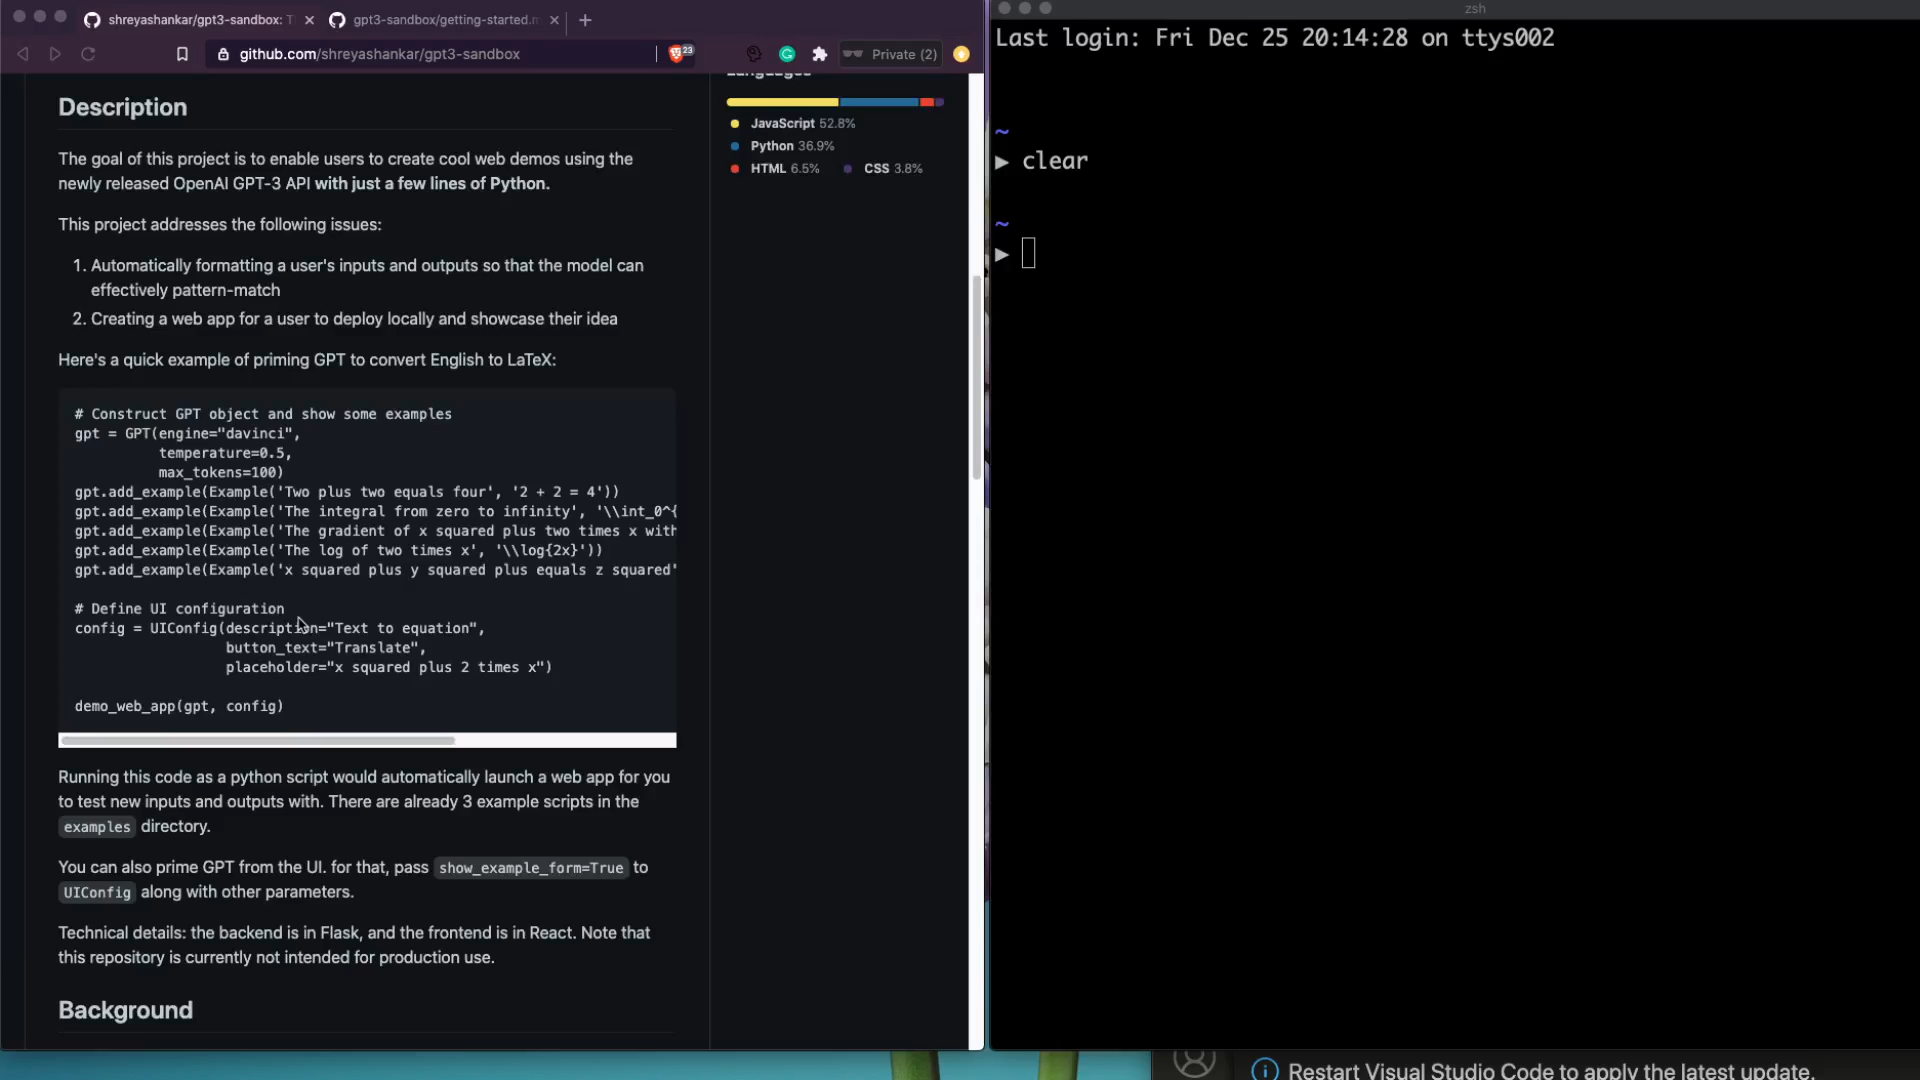 shreyashankar/gpt3-sandbox: T
gpt3-sandbox/getting-started.m
github.com/shreyashankar/gpt3-sandbox
23
Private (2)
Description
The goal of this project is to enable users to create cool web demos using the
newly released OpenAI GPT-3 API with just a few lines of Python.
This project addresses the following issues:
1. Automatically formatting a user's inputs and outputs so that the model can
effectively pattern-match
2. Creating a web app for a user to deploy locally and showcase their idea
Here's a quick example of priming GPT to convert English to LaTeX:
# Construct GPT object and show some examples
gpt = GPT(engine="davinci",
temperature=0.5,
max_tokens=100)
gpt.add_example(Example('Two plus two equals four', '2 + 2 = 4'))
gpt.add_example(Example('The integral from zero to infinity', '\\int_0^{
gpt.add_example(Example('The gradient of x squared plus two times x with
gpt.add_example(Example('The log of two times x', '\\log{2x}'))
gpt.add_example(Example('x squared plus y squared plus equals z squared'
# Define UI configuration
config = UIConfig(description="Text to equation",
button_text="Translate",
placeholder="x squared plus 2 times x")
demo_web_app(gpt, config)
Running this code as a python script would automatically launch a web app for you
to test new inputs and outputs with. There are already 3 example scripts in the
examples directory.
You can also prime GPT from the UI. for that, pass show_example_form=True to
UIConfig along with other parameters.
Technical details: the backend is in Flask, and the frontend is in React. Note that
this repository is currently not intended for production use.
Background
Languages
JavaScript 52.8%
Python 36.9%
HTML 6.5% CSS 3.8%
zsh
Last login: Fri Dec 25 20:14:28 on ttys002
~
▶ clear
~
▶
Restart Visual Studio Code to apply the latest update.